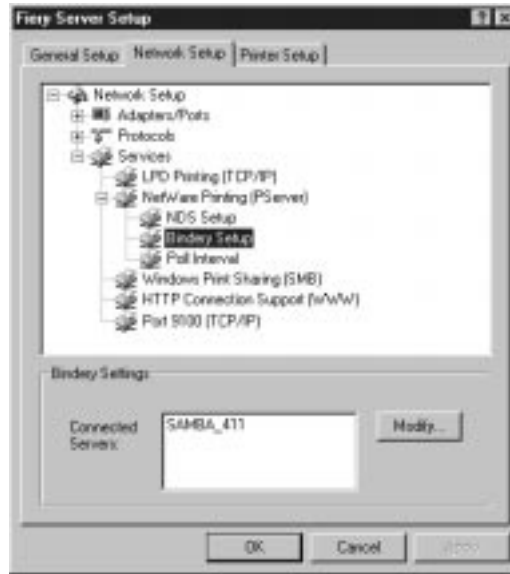 Fiery Server Setup
General Setup Network Setup Printer Setup
Network Setup
Adapters/Ports
Protocols
Services
LPD Printing (TCP/IP)
NetWare Printing (PServer)
NDS Setup
Bindery Setup
Poll Interval
Windows Print Sharing (SMB)
HTTP Connection Support (WWW)
Port 9100 (TCP/IP)
Bindery Settings
Connected Servers:
SAMBA_411
Modify...
OK Cancel Apply